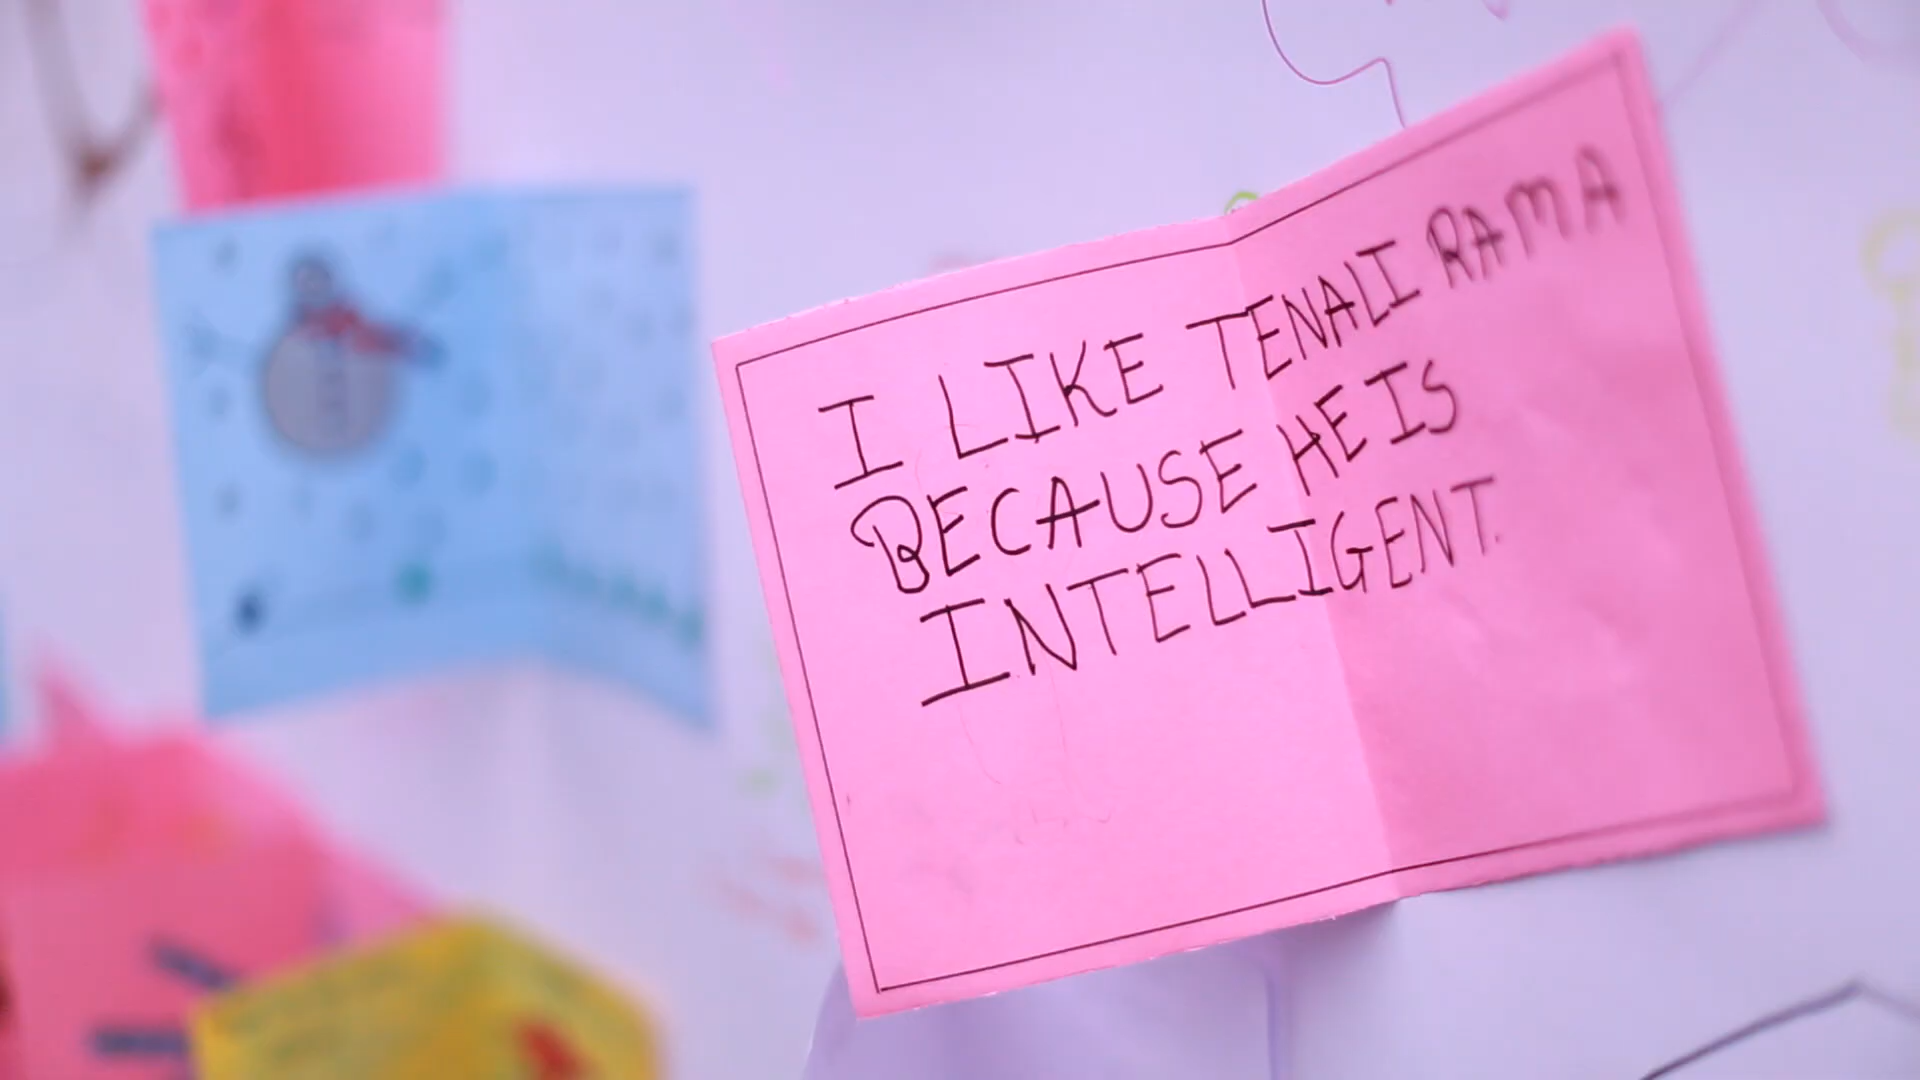 I LIKE TENALI RAMA
BECAUSE HE IS
INTELLIGENT.